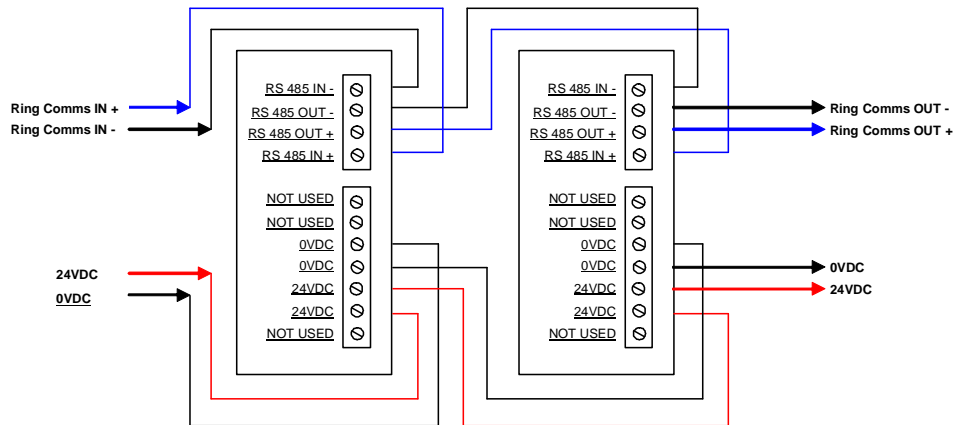 Ring Comms IN +
Ring Comms IN -
24VDC
0VDC
RS 485 IN -
RS 485 OUT -
RS 485 OUT +
RS 485 IN +
NOT USED
NOT USED
0VDC
0VDC
24VDC
24VDC
NOT USED
RS 485 IN -
RS 485 OUT -
RS 485 OUT +
RS 485 IN +
NOT USED
NOT USED
0VDC
0VDC
24VDC
24VDC
NOT USED
Ring Comms OUT -
Ring Comms OUT +
0VDC
24VDC